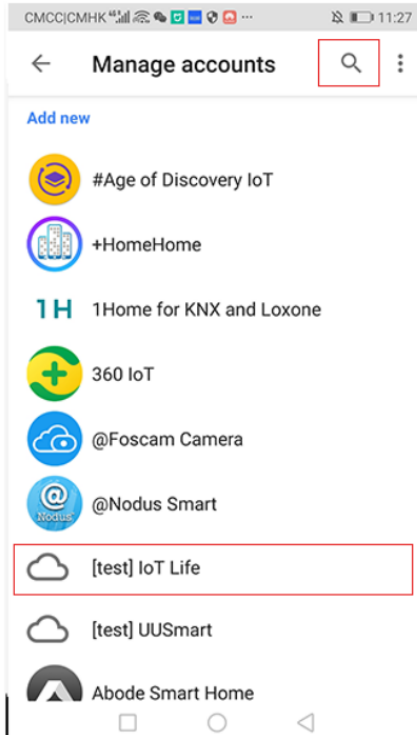 CMCC|CMHK 11:27
Manage accounts
Add new
#Age of Discovery IoT
+HomeHome
1H 1Home for KNX and Loxone
360 IoT
@Foscam Camera
@ Nodus @Nodus Smart
[test] IoT Life
[test] UUSmart
Abode Smart Home